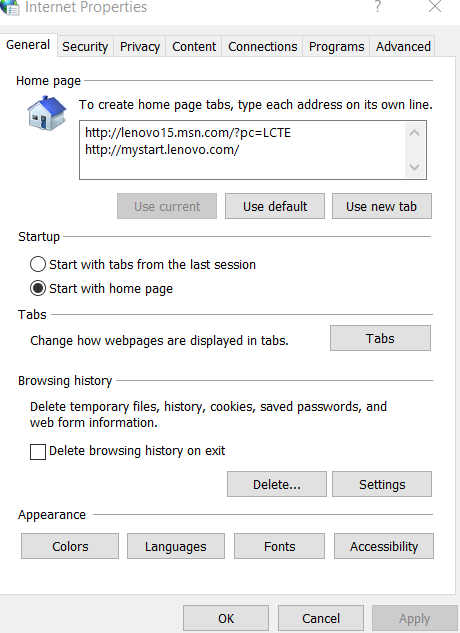 Internet Properties
?
General Security Privacy Content Connections Programs Advanced
Home page
To create home page tabs, type each address on its own line.
http://lenovo15.msn.com/?pc=LCTE
http://mystart.lenovo.com/
Use current Use default Use new tab
Startup
Start with tabs from the last session
Start with home page
Tabs
Change how webpages are displayed in tabs. Tabs
Browsing history
Delete temporary files, history, cookies, saved passwords, and
web form information.
Delete browsing history on exit
Delete... Settings
Appearance
Colors Languages Fonts Accessibility
OK Cancel Apply